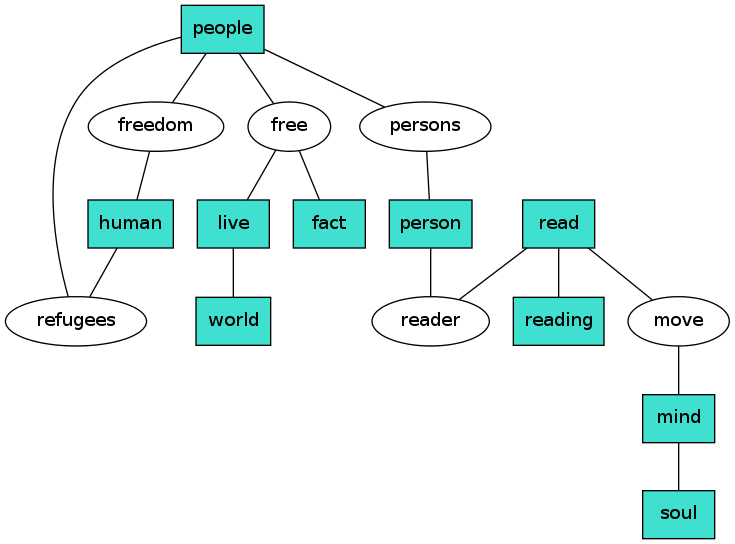 people
freedom
free
persons
human
live
fact
person
read
refugees
world
reader
reading
move
mind
soul